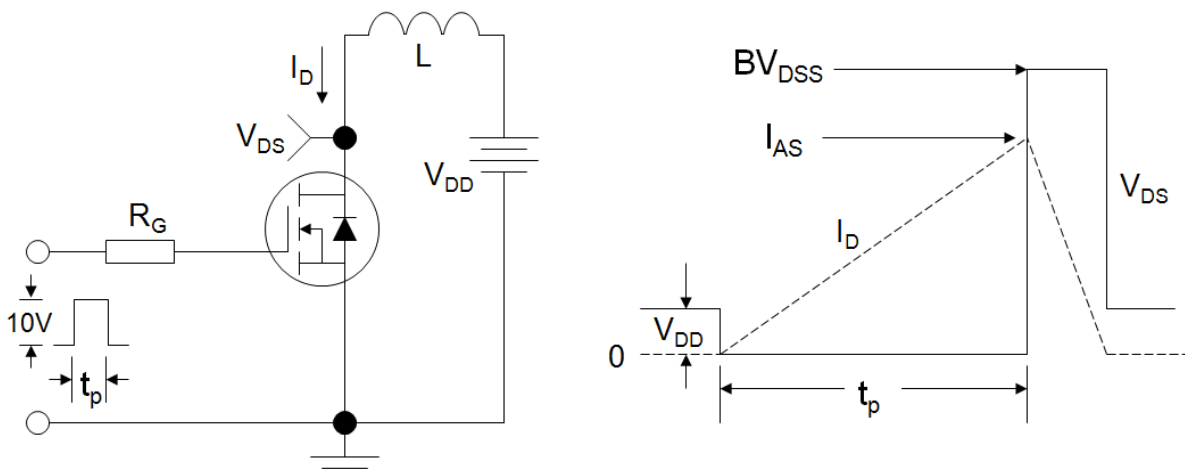 I_D
L
V_DS
V_DD
R_G
10V
t_p
BV_DSS
I_AS
V_DS
I_D
V_DD
0
t_p